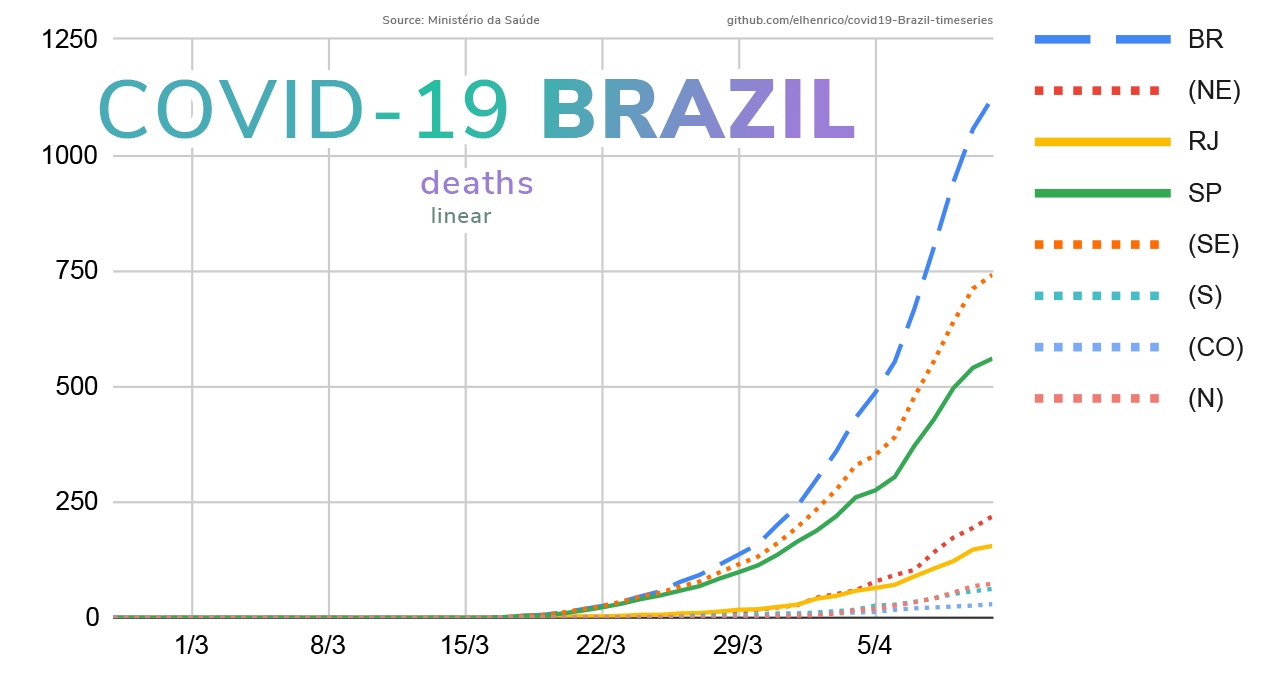 Source: Ministério da Saúde
github.com/elhenrico/covid19-Brazil-timeseries
COVID-19 BRAZIL
deaths
linear
1250
1000
750
500
250
0
1/3
8/3
15/3
22/3
29/3
5/4
BR
(NE)
RJ
SP
(SE)
(S)
(CO)
(N)